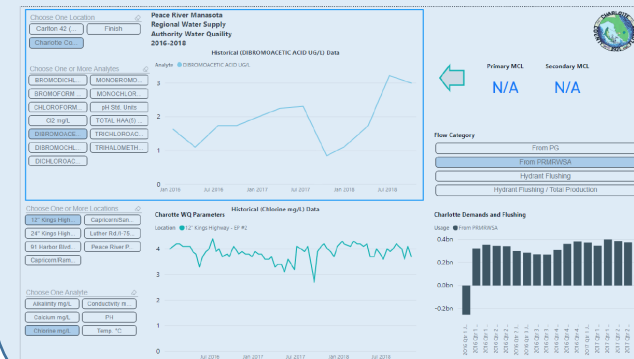 Choose One Location
Carlton 42 (...
Finish
Charlotte Co...
Peace River Manasota
Regional Water Supply
Authority Water Quality
2016-2018
Historical (DIBROMOACETIC ACID UG/L) Data
Analyte DIBROMOACETIC ACID UG/L
3
2
1
0
Jan 2016
Jul 2016
Jan 2017
Jul 2017
Jan 2018
Jul 2018
Choose One or More Analytes
BROMODICHL...
MONOBROMO...
BROMOFORM ...
MONOCHLOR...
CHLOROFORM...
pH Std. Units
Cl2 mg/L
TOTAL HAA(5) ...
DIBROMOACE...
TRICHLOROAC...
DIBROMOCHL...
TRIHALOMETH...
DICHLOROAC...
CHARLOTTE
Primary MCL
Secondary MCL
N/A
N/A
Flow Category
From PG
From PRMRWSA
Hydrant Flushing
Hydrant Flushing / Total Production
Choose One or More Locations
12" Kings High...
Capricorn/Sun...
24" Kings High...
Luther Rd/I-75...
91 Harbor Blvd...
Peace River P...
Capricorn/Ram...
Choose One Analyte
Alkalinity mg/L
Conductivity m...
Calcium mg/L
PH
Chlorine mg/L
Temp. °C
Historical (Chlorine mg/L) Data
Charotte WQ Parameters
Location 12" Kings Highway - EP #2
4
3
2
1
0
Jul 2016
Jan 2017
Jul 2017
Jan 2018
Jul 2018
Charlotte Demands and Flushing
Usage From PRMRWSA
0.4bn
0.2bn
0.0bn
-0.2bn